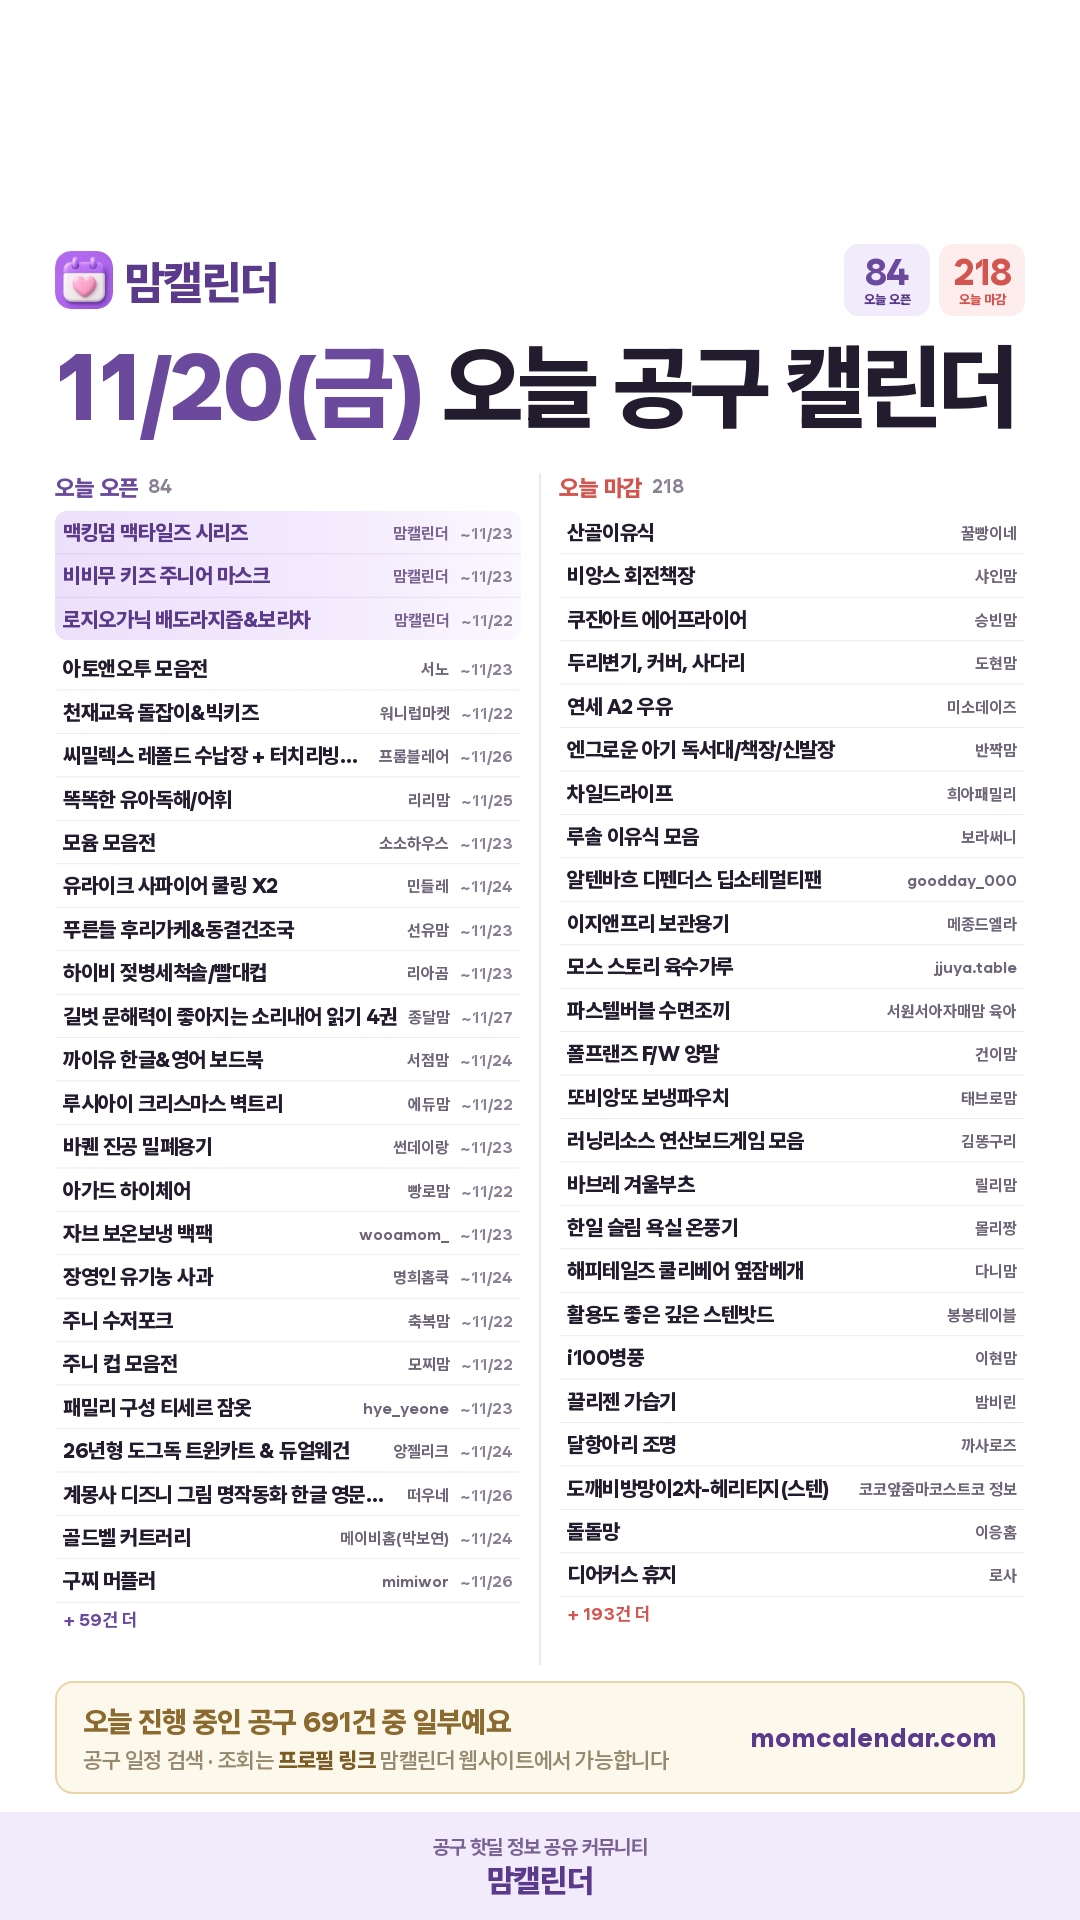 맘캘린더
84
오늘 오픈
218
오늘 마감
11/20(금) 오늘 공구 캘린더
오늘 오픈 84
맥킹덤 맥타일즈 시리즈 맘캘린더 ~11/23
비비무 키즈 주니어 마스크 맘캘린더 ~11/23
로지오가닉 배도라지즙&보리차 맘캘린더 ~11/22
아토앤오투 모음전 서노 ~11/23
천재교육 돌잡이&빅키즈 워니럽마켓 ~11/22
씨밀렉스 레폴드 수납장 + 터치리빙... 프롬블레어 ~11/26
똑똑한 유아독해/어휘 리리맘 ~11/25
모윰 모음전 소소하우스 ~11/23
유라이크 사파이어 쿨링 X2 민들레 ~11/24
푸른들 후리가케&동결건조국 선유맘 ~11/23
하이비 젖병세척솔/빨대컵 리아곰 ~11/23
길벗 문해력이 좋아지는 소리내어 읽기 4권 종달맘 ~11/27
까이유 한글&영어 보드북 서점맘 ~11/24
루시아이 크리스마스 벽트리 에듀맘 ~11/22
바퀜 진공 밀폐용기 썬데이랑 ~11/23
아가드 하이체어 빵로맘 ~11/22
자브 보온보냉 백팩 wooamom_ ~11/23
장영인 유기농 사과 명희홈쿡 ~11/24
주니 수저포크 축복맘 ~11/22
주니 컵 모음전 모찌맘 ~11/22
패밀리 구성 티세르 잠옷 hye_yeone ~11/23
26년형 도그독 트윈카트 & 듀얼웨건 앙젤리크 ~11/24
계몽사 디즈니 그림 명작동화 한글 영문... 떠우네 ~11/26
골드벨 커트러리 메이비홈(박보연) ~11/24
구찌 머플러 mimiwor ~11/26
+ 59건 더
오늘 마감 218
산골이유식 꿀빵이네
비앙스 회전책장 샤인맘
쿠진아트 에어프라이어 승빈맘
두리변기, 커버, 사다리 도현맘
연세 A2 우유 미소데이즈
엔그로운 아기 독서대/책장/신발장 반짝맘
차일드라이프 희아패밀리
루솔 이유식 모음 보라써니
알텐바흐 디펜더스 딥소테멀티팬 goodday_000
이지앤프리 보관용기 메종드엘라
모스 스토리 육수가루 jjuya.table
파스텔버블 수면조끼 서원서아자매맘 육아
폴프랜즈 F/W 양말 건이맘
또비앙또 보냉파우치 태브로맘
러닝리소스 연산보드게임 모음 김똥구리
바브레 겨울부츠 릴리맘
한일 슬림 욕실 온풍기 몰리짱
해피테일즈 쿨리베어 옆잠베개 다니맘
활용도 좋은 깊은 스텐밧드 봉봉테이블
i100병풍 이현맘
끌리젠 가습기 밤비린
달항아리 조명 까사로즈
도깨비방망이2차-헤리티지(스텐) 코코앞줌마코스트코 정보
돌돌망 이응홈
디어커스 휴지 로사
+ 193건 더
오늘 진행 중인 공구 691건 중 일부예요
공구 일정 검색 · 조회는 프로필 링크 맘캘린더 웹사이트에서 가능합니다
momcalendar.com
공구 핫딜 정보 공유 커뮤니티
맘캘린더